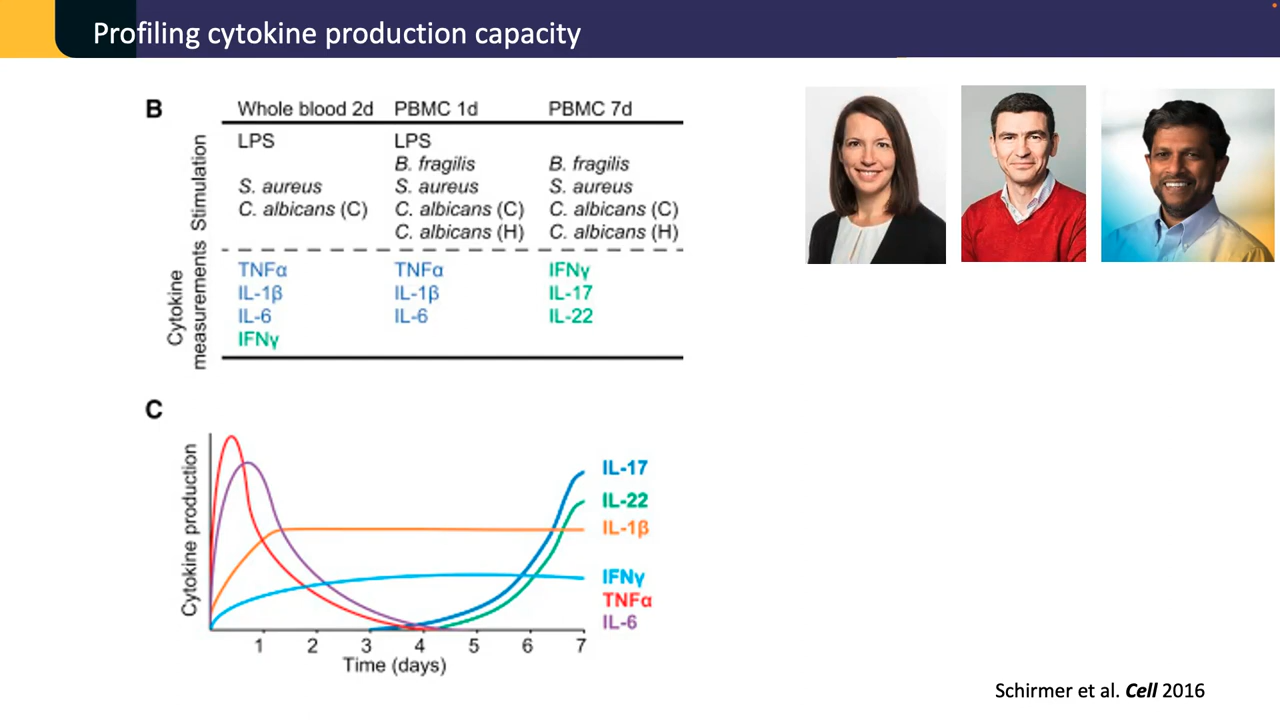 Profiling cytokine production capacity
B
Whole blood 2d PBMC 1d PBMC 7d
Stimulation
LPS LPS
B. fragilis B. fragilis
S. aureus S. aureus S. aureus
C. albicans (C) C. albicans (C) C. albicans (C)
C. albicans (H) C. albicans (H)
Cytokine
measurements
TNFα TNFα IFNγ
IL-1β IL-1β IL-17
IL-6 IL-6 IL-22
IFNγ
C
Cytokine production
IL-17
IL-22
IL-1β
IFNγ
TNFα
IL-6
1 2 3 4 5 6 7
Time (days)
Schirmer et al. Cell 2016